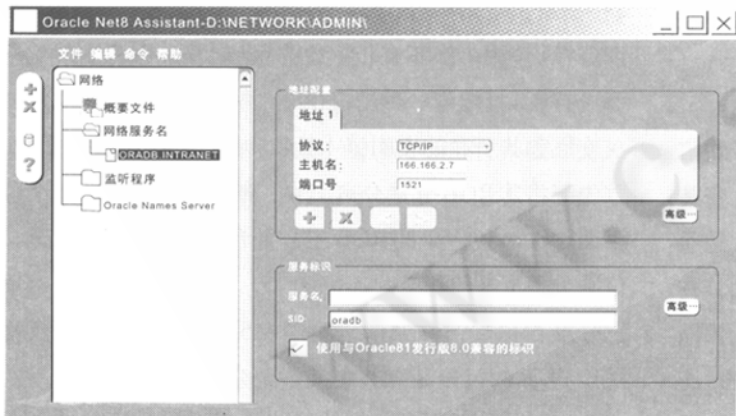 Oracle Net8 Assistant-D:\NETWORK\ADMIN\
文件 编辑 命令 帮助
网络
概要文件
网络服务名
ORADB.INTRANET
监听程序
Oracle Names Server
?
地址配置
地址 1
协议: TCP/IP
主机名: 166.166.2.7
端口号 1521
高级…
服务标识
服务名:
高级…
SID: oradb
使用与Oracle81发行版8.0兼容的标识
www.c